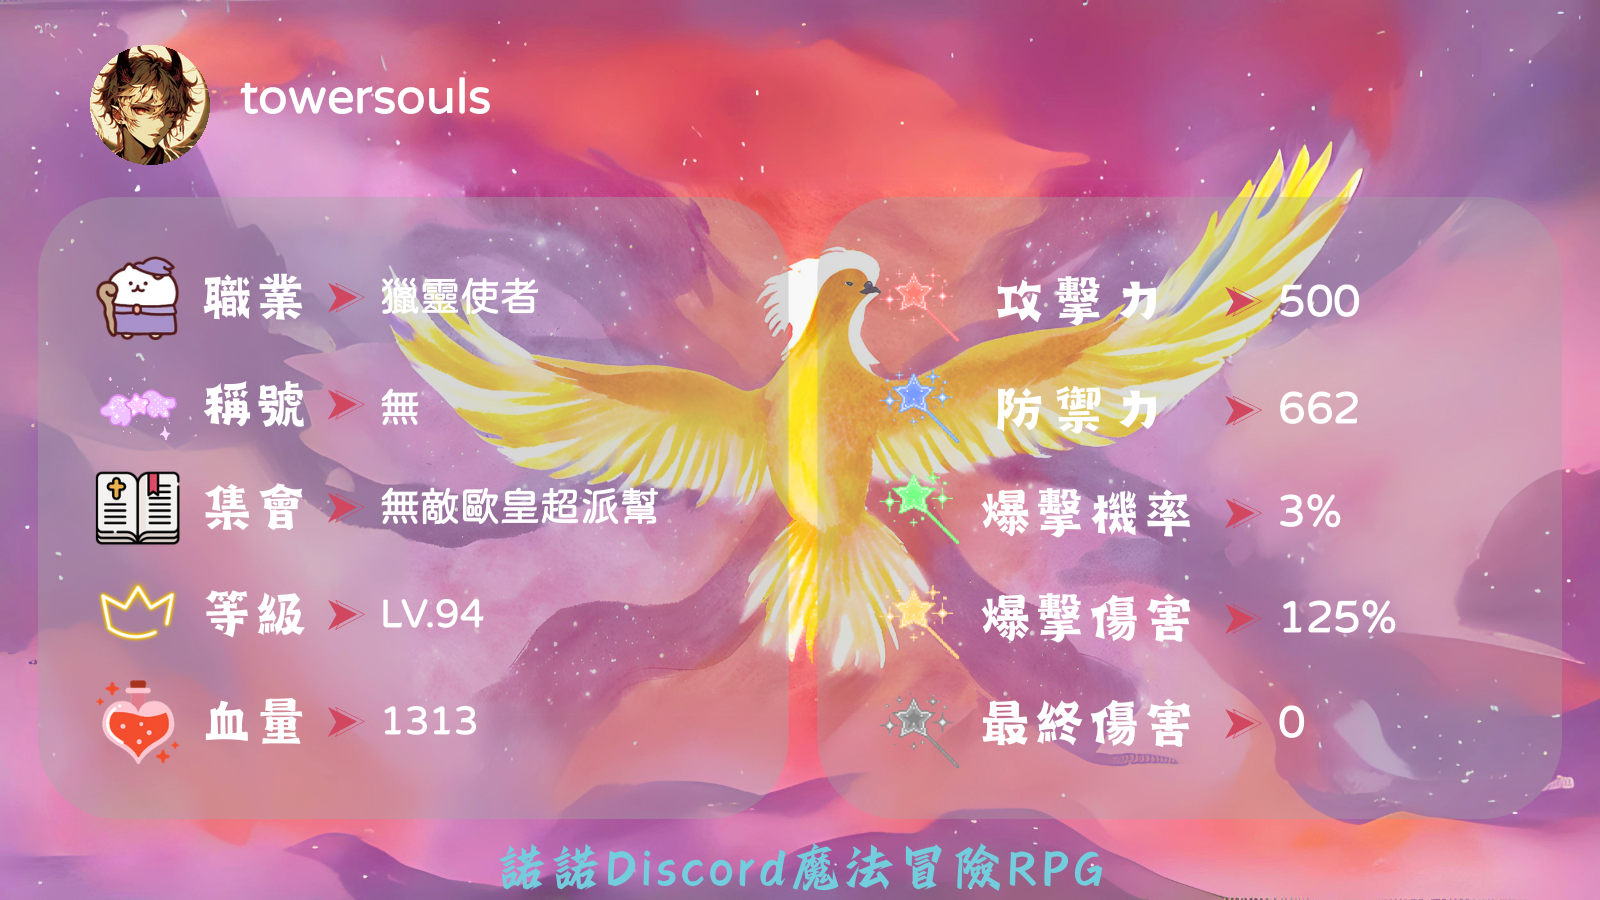 towersouls
職業 獵靈使者
稱號 無
集會 無敵歐皇超派幫
等級 LV.94
血量 1313
攻擊力 500
防禦力 662
爆擊機率 3%
爆擊傷害 125%
最終傷害 0
諾諾Discord魔法冒險RPG